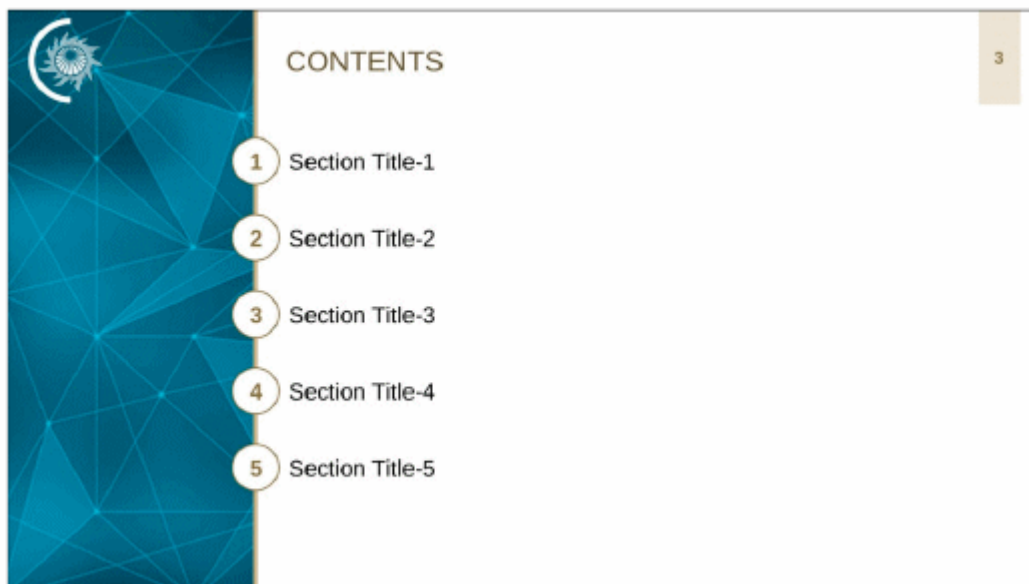 CONTENTS
3
1 Section Title-1
2 Section Title-2
3 Section Title-3
4 Section Title-4
5 Section Title-5